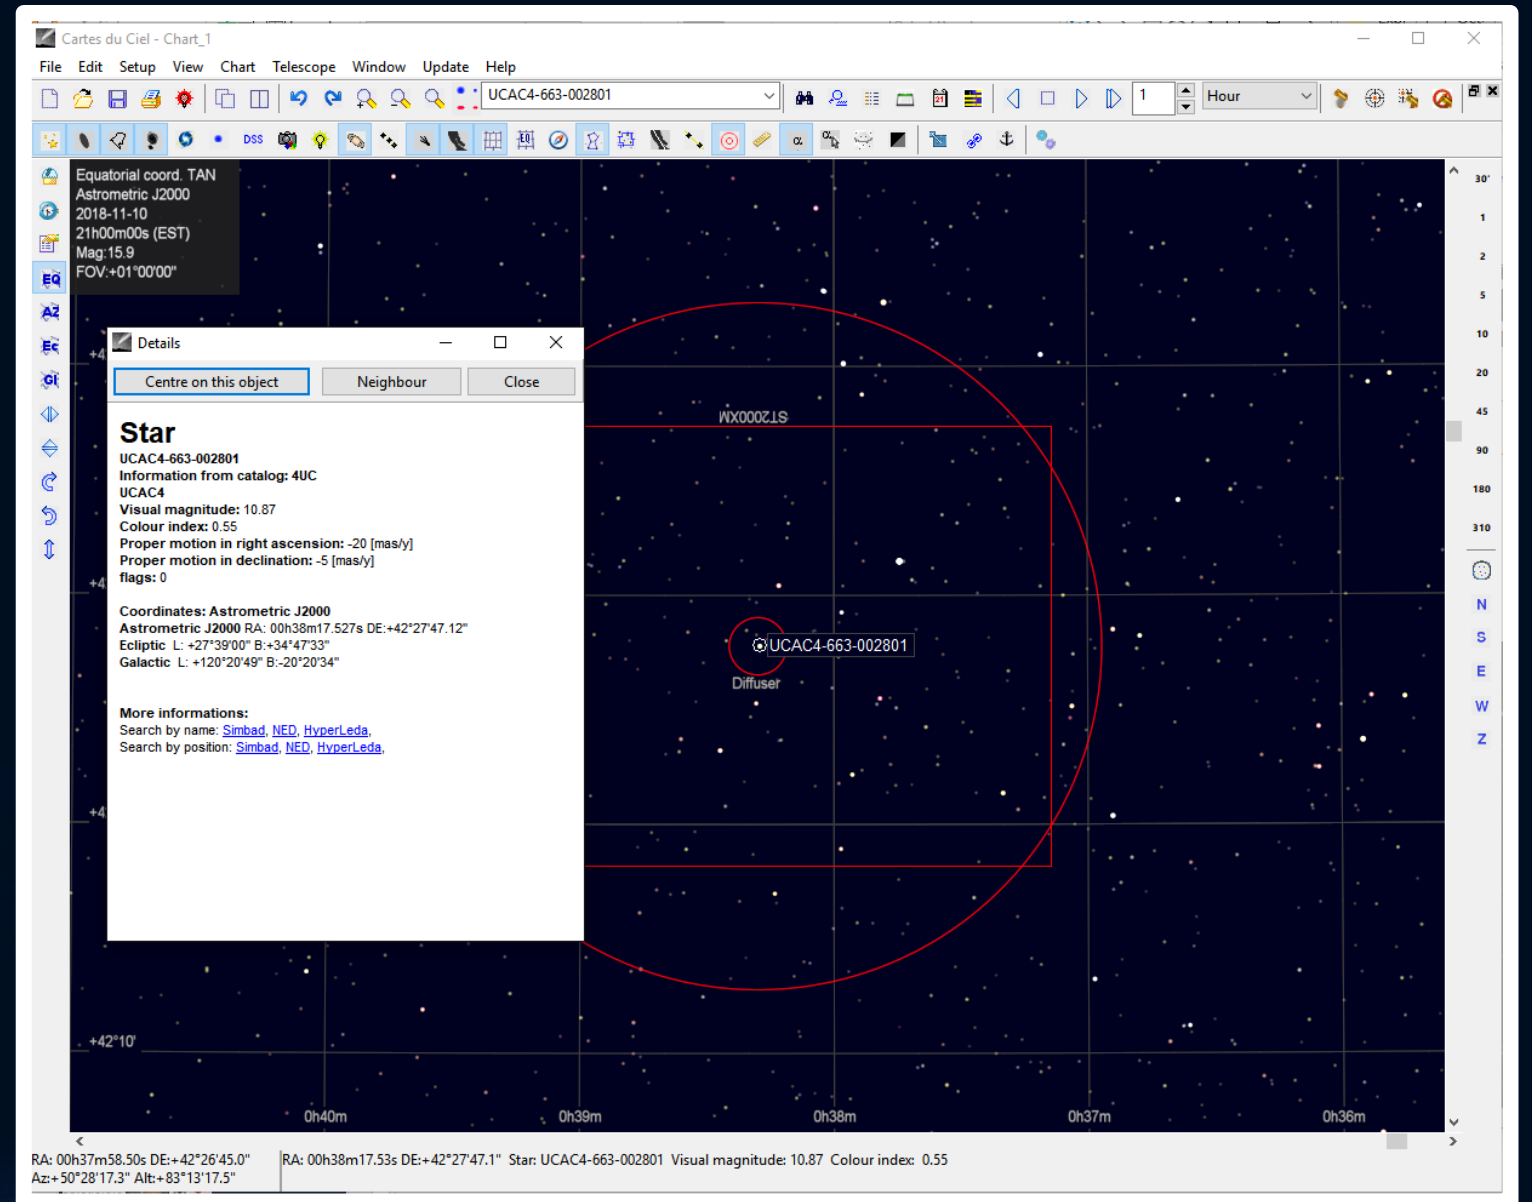 Cartes du Ciel - Chart_1
File Edit Setup View Chart Telescope Window Update Help
UCAC4-663-002801
1
Hour
DSS
Equatorial coord. TAN
Astrometric J2000
2018-11-10
21h00m00s (EST)
Mag:15.9
FOV:+01°00'00"
EQ
AZ
Ec
Gl
Details
Centre on this object Neighbour Close
Star
UCAC4-663-002801
Information from catalog: 4UC
UCAC4
Visual magnitude: 10.87
Colour index: 0.55
Proper motion in right ascension: -20 [mas/y]
Proper motion in declination: -5 [mas/y]
flags: 0
Coordinates: Astrometric J2000
Astrometric J2000 RA: 00h38m17.527s DE:+42°27'47.12"
Ecliptic L: +27°39'00" B:+34°47'33"
Galactic L: +120°20'49" B:-20°20'34"
More informations:
Search by name: Simbad, NED, HyperLeda,
Search by position: Simbad, NED, HyperLeda,
ST2000XM
UCAC4-663-002801
Diffuser
+42°10'
0h40m 0h39m 0h38m 0h37m 0h36m
30'
1
2
5
10
20
45
90
180
310
N
S
E
W
Z
RA: 00h37m58.50s DE:+42°26'45.0"
Az:+50°28'17.3" Alt:+83°13'17.5"
RA: 00h38m17.53s DE:+42°27'47.1" Star: UCAC4-663-002801 Visual magnitude: 10.87 Colour index: 0.55